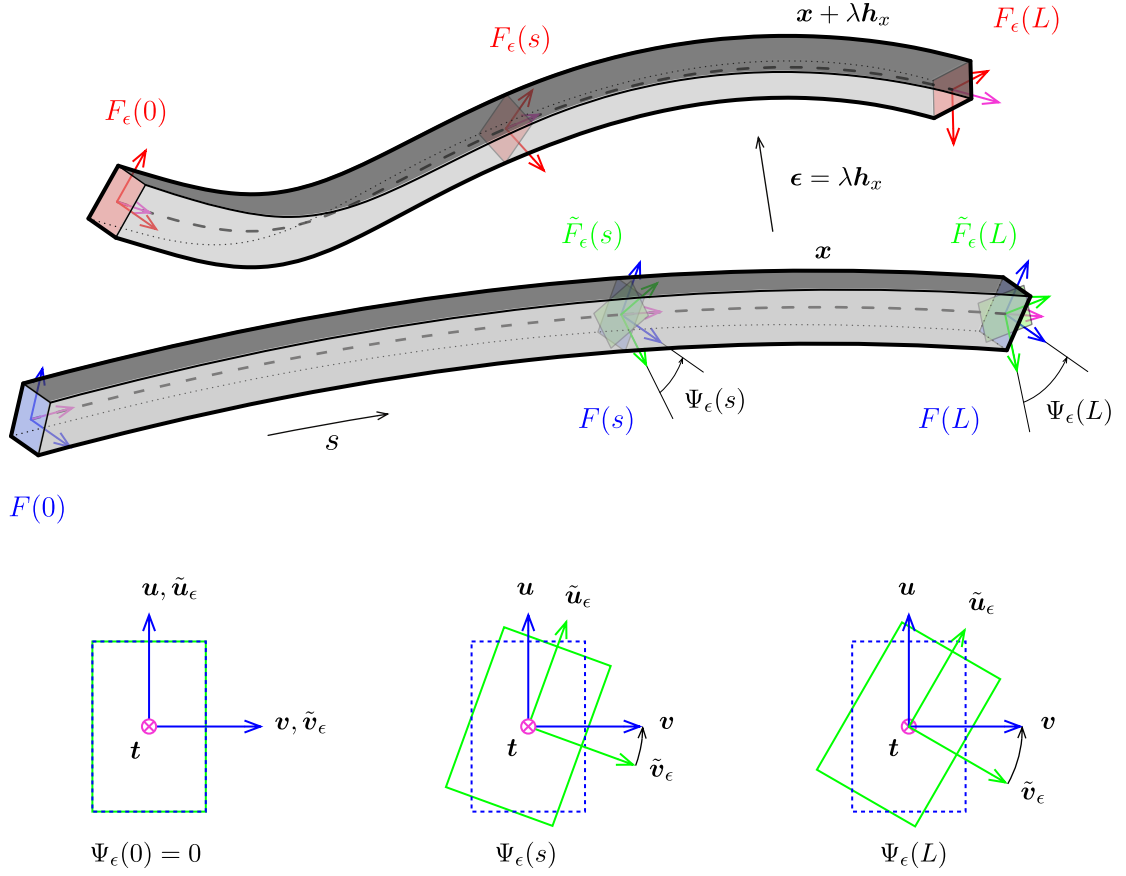 x + λh_x
F_ϵ(L)
F_ϵ(s)
F_ϵ(0)
ϵ = λh_x
F̃_ϵ(s)
F̃_ϵ(L)
x
Ψ_ϵ(s)
Ψ_ϵ(L)
F(s)
F(L)
s
F(0)
u, ũ_ϵ
v, ṽ_ϵ
t
Ψ_ϵ(0) = 0
u
ũ_ϵ
v
t
ṽ_ϵ
Ψ_ϵ(s)
u
ũ_ϵ
v
t
ṽ_ϵ
Ψ_ϵ(L)